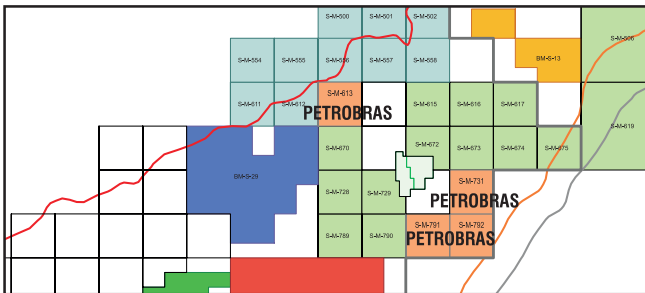 S-M-500 S-M-501 S-M-502
S-M-506
S-M-554 S-M-555 S-M-556 S-M-557 S-M-558 BM-S-13
S-M-613
S-M-611 S-M-612 S-M-615 S-M-616 S-M-617
PETROBRAS
S-M-619
S-M-670 S-M-672 S-M-673 S-M-674 S-M-675
BM-S-29 S-M-731
S-M-728 S-M-729
PETROBRAS
S-M-791 S-M-792
PETROBRAS
S-M-789 S-M-790